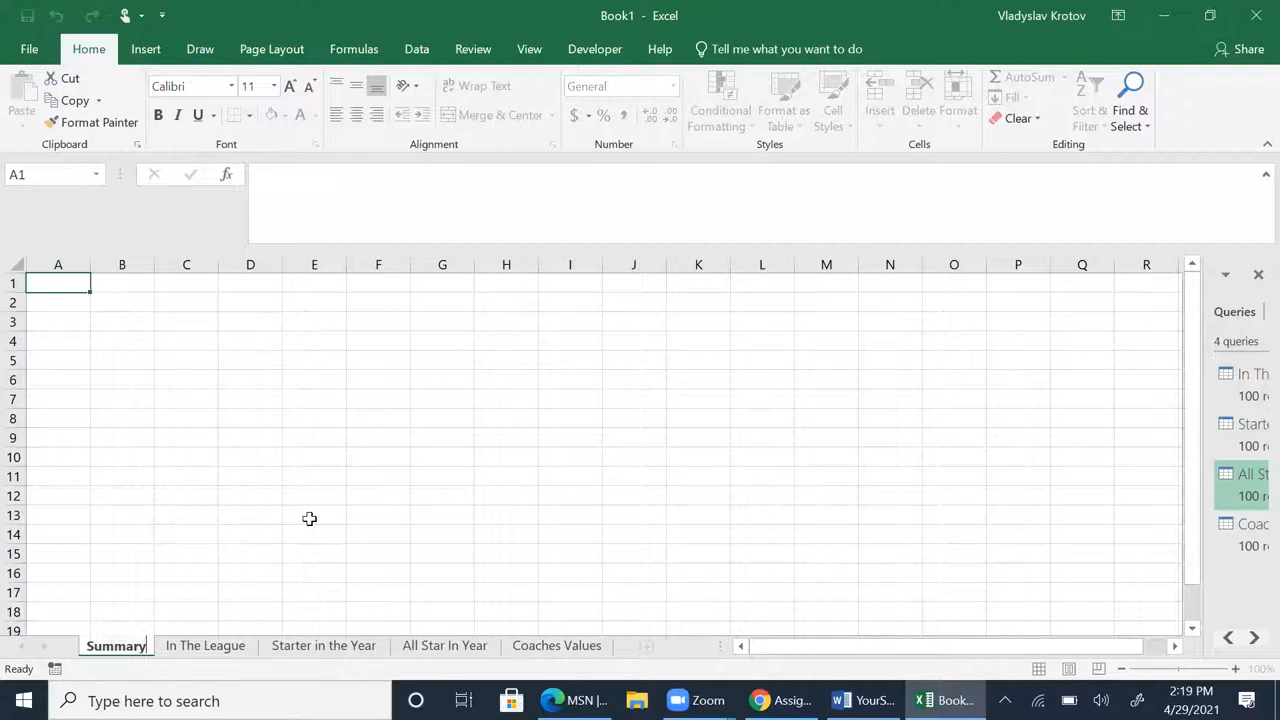 Book1 - Excel
Vladyslav Krotov
File Home Insert Draw Page Layout Formulas Data Review View Developer Help Tell me what you want to do Share
Paste
Cut
Copy
Format Painter
Clipboard
Calibri 11
B I U A
Font
Wrap Text
Merge & Center
Alignment
General
$ % ,
Number
Conditional Formatting
Format as Table
Cell Styles
Styles
Insert Delete Format
Cells
AutoSum
Fill
Clear
Sort & Filter
Find & Select
Editing
A1 fx
A B C D E F G H I J K L M N O P Q R
1
2
3
4
5
6
7
8
9
10
11
12
13
14
15
16
17
18
19
Queries
4 queries
In Th
100 r
Starte
100 r
All St
100 r
Coac
100 r
Summary In The League Starter in the Year All Star In Year Coaches Values
Ready 100%
Type here to search
MSN |... Zoom Assig... YourS... Book...
2:19 PM
4/29/2021